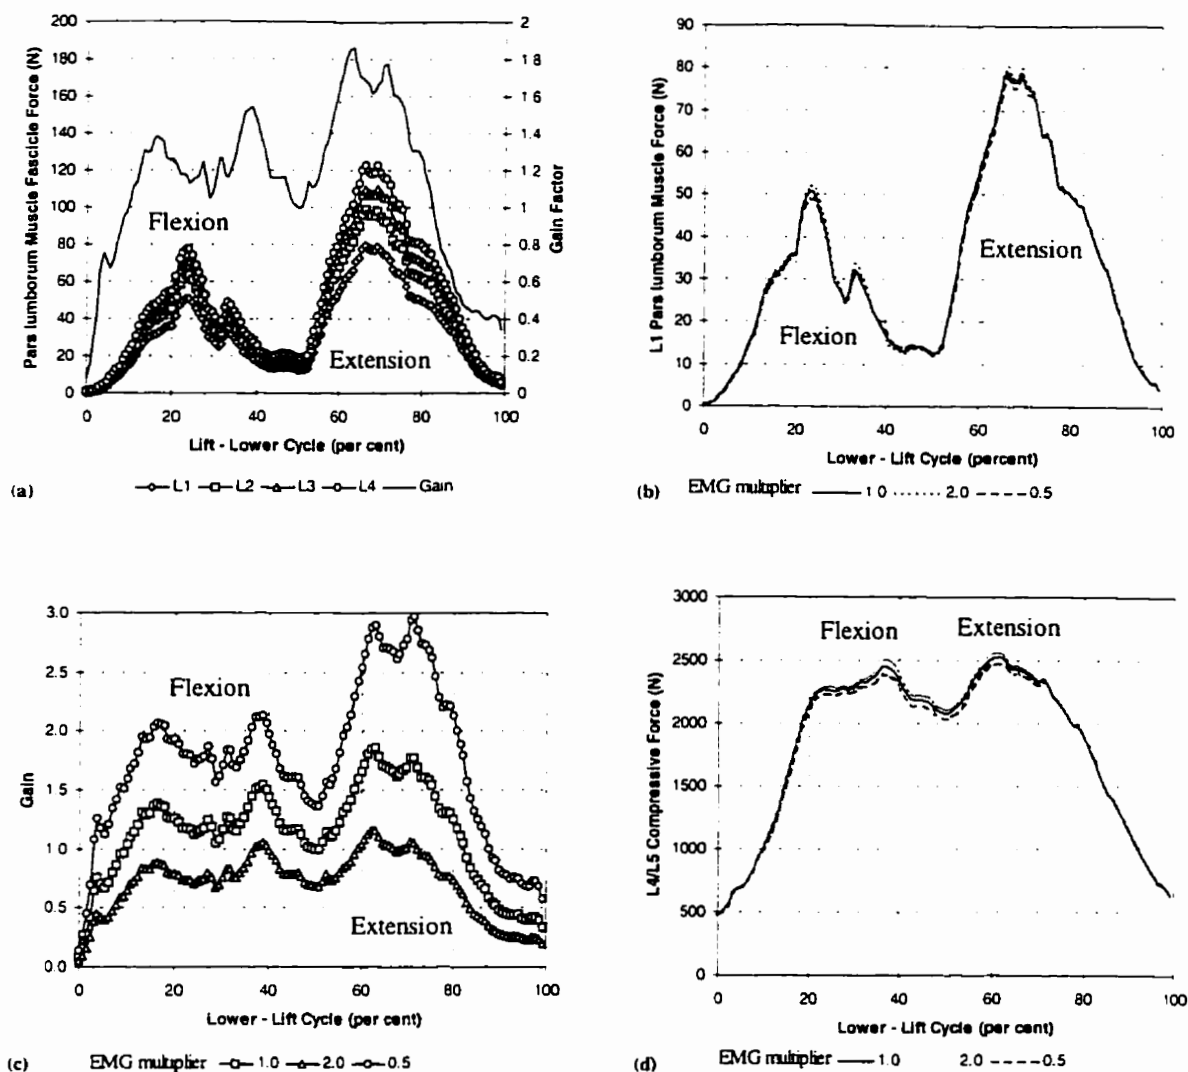 200
180
160
140
120
100
80
60
40
20
0
Pars lumborum Muscle Fascicle Force (N)
2
1 8
1 6
1 4
1 2
1
0 8
0 6
0 4
0 2
0
Gain Factor
Flexion
Extension
0 20 40 60 80 100
Lift - Lower Cycle (per cent)
(a)
L1 L2 L3 L4 Gain
90
80
70
60
50
40
30
20
10
0
L1 Pars lumborum Muscle Force (N)
Flexion
Extension
0 20 40 60 80 100
Lower - Lift Cycle (percent)
(b) EMG multiplier 1 0 2.0 0.5
3.0
2.5
2.0
1.5
1.0
0.5
0.0
Gain
Flexion
Extension
0 20 40 60 80 100
Lower - Lift Cycle (per cent)
(c) EMG multiplier 1.0 2.0 0.5
3000
2500
2000
1500
1000
500
0
L4/L5 Compressive Force (N)
Flexion Extension
0 20 40 60 80 100
Lower - Lift Cycle (per cent)
(d) EMG multiplier 1.0 2.0 0.5